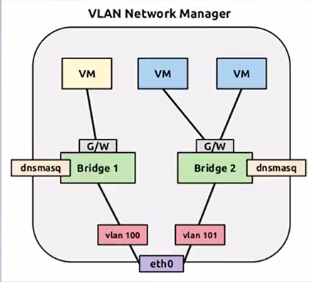 VLAN Network Manager
VM
VM
VM
G/W
G/W
dnsmasq
Bridge 1
Bridge 2
dnsmasq
vlan 100
vlan 101
eth0